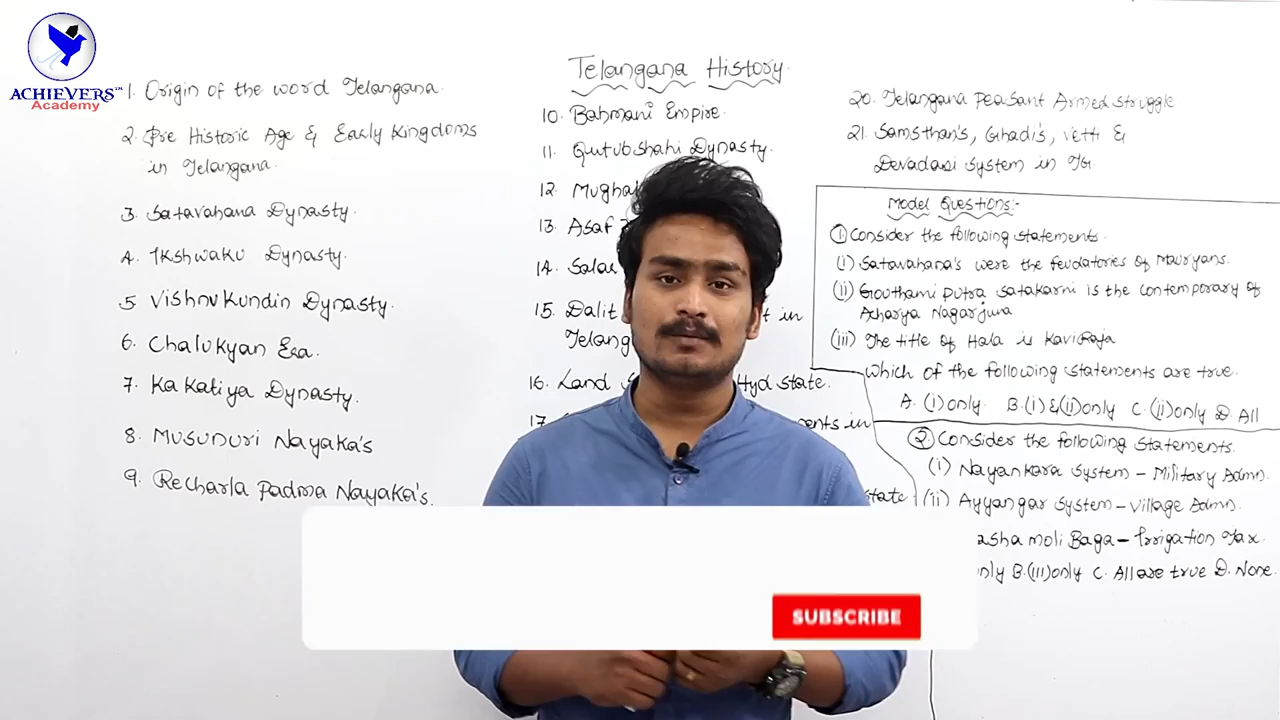 ACHIEVERS™
Academy
Telangana History
1. Origin of the word Telangana.
2. Pre Historic Age & Early Kingdoms
in Telangana.
3. Satavahana Dynasty.
4. Ikshwaku Dynasty.
5 Vishnukundin Dynasty.
6. Chalukyan Era.
7. Kakatiya Dynasty.
8. Musunuri Nayaka's
9. Recharla Padma Nayaka's.
10. Bahmani Empire.
11. Qutubshahi Dynasty.
12. Mughal
13. Asaf
14. Salar
15. Dalit in
Telang
16. Land Hyd state.
17. in
state
20. Telangana Peasant Armed struggle
21. Samsthan's, Ghadi's, Vetti &
Devadasi System in TG.
Model Questions:-
1 Consider the following statements.
(i) Satavahana's were the feudatories of Mauryans.
(ii) Gouthami Putra Satakarni is the contemporary of
Acharya Nagarjuna
(iii) The title of Hala is KaviRaja
Which of the following statements are true.
A. (i) only B.(i) &(ii) only C. (ii) only D. All
2. Consider the following statements.
(i) Nayankara System - Military Admn.
(ii) Ayyangar System - Village Admn.
asha moli Baga - Irrigation Tax.
only B.(iii) only C. All are true D. None.
SUBSCRIBE